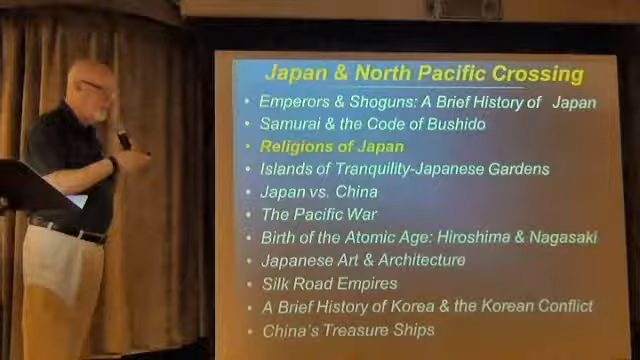 Japan & North Pacific Crossing
• Emperors & Shoguns: A Brief History of Japan
• Samurai & the Code of Bushido
• Religions of Japan
• Islands of Tranquility-Japanese Gardens
• Japan vs. China
• The Pacific War
• Birth of the Atomic Age: Hiroshima & Nagasaki
• Japanese Art & Architecture
• Silk Road Empires
• A Brief History of Korea & the Korean Conflict
• China's Treasure Ships